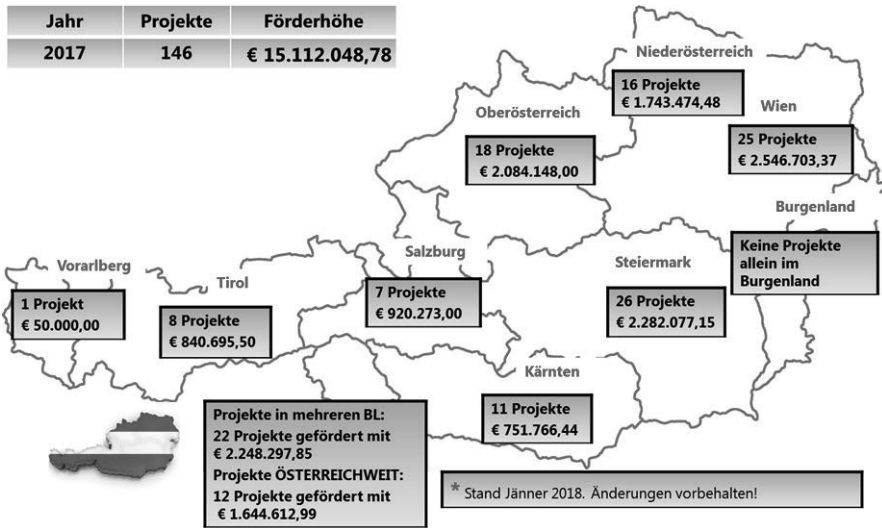 Jahr Projekte Förderhöhe
2017 146 € 15.112.048,78
Niederösterreich
16 Projekte
€ 1.743.474,48
Oberösterreich
18 Projekte
€ 2.084.148,00
Wien
25 Projekte
€ 2.546.703,37
Burgenland
Keine Projekte
allein im
Burgenland
Vorarlberg
1 Projekt
€ 50.000,00
Tirol
8 Projekte
€ 840.695,50
Salzburg
7 Projekte
€ 920.273,00
Steiermark
26 Projekte
€ 2.282.077,15
Kärnten
11 Projekte
€ 751.766,44
Projekte in mehreren BL:
22 Projekte gefördert mit
€ 2.248.297,85
Projekte ÖSTERREICHWEIT:
12 Projekte gefördert mit
€ 1.644.612,99
* Stand Jänner 2018. Änderungen vorbehalten!